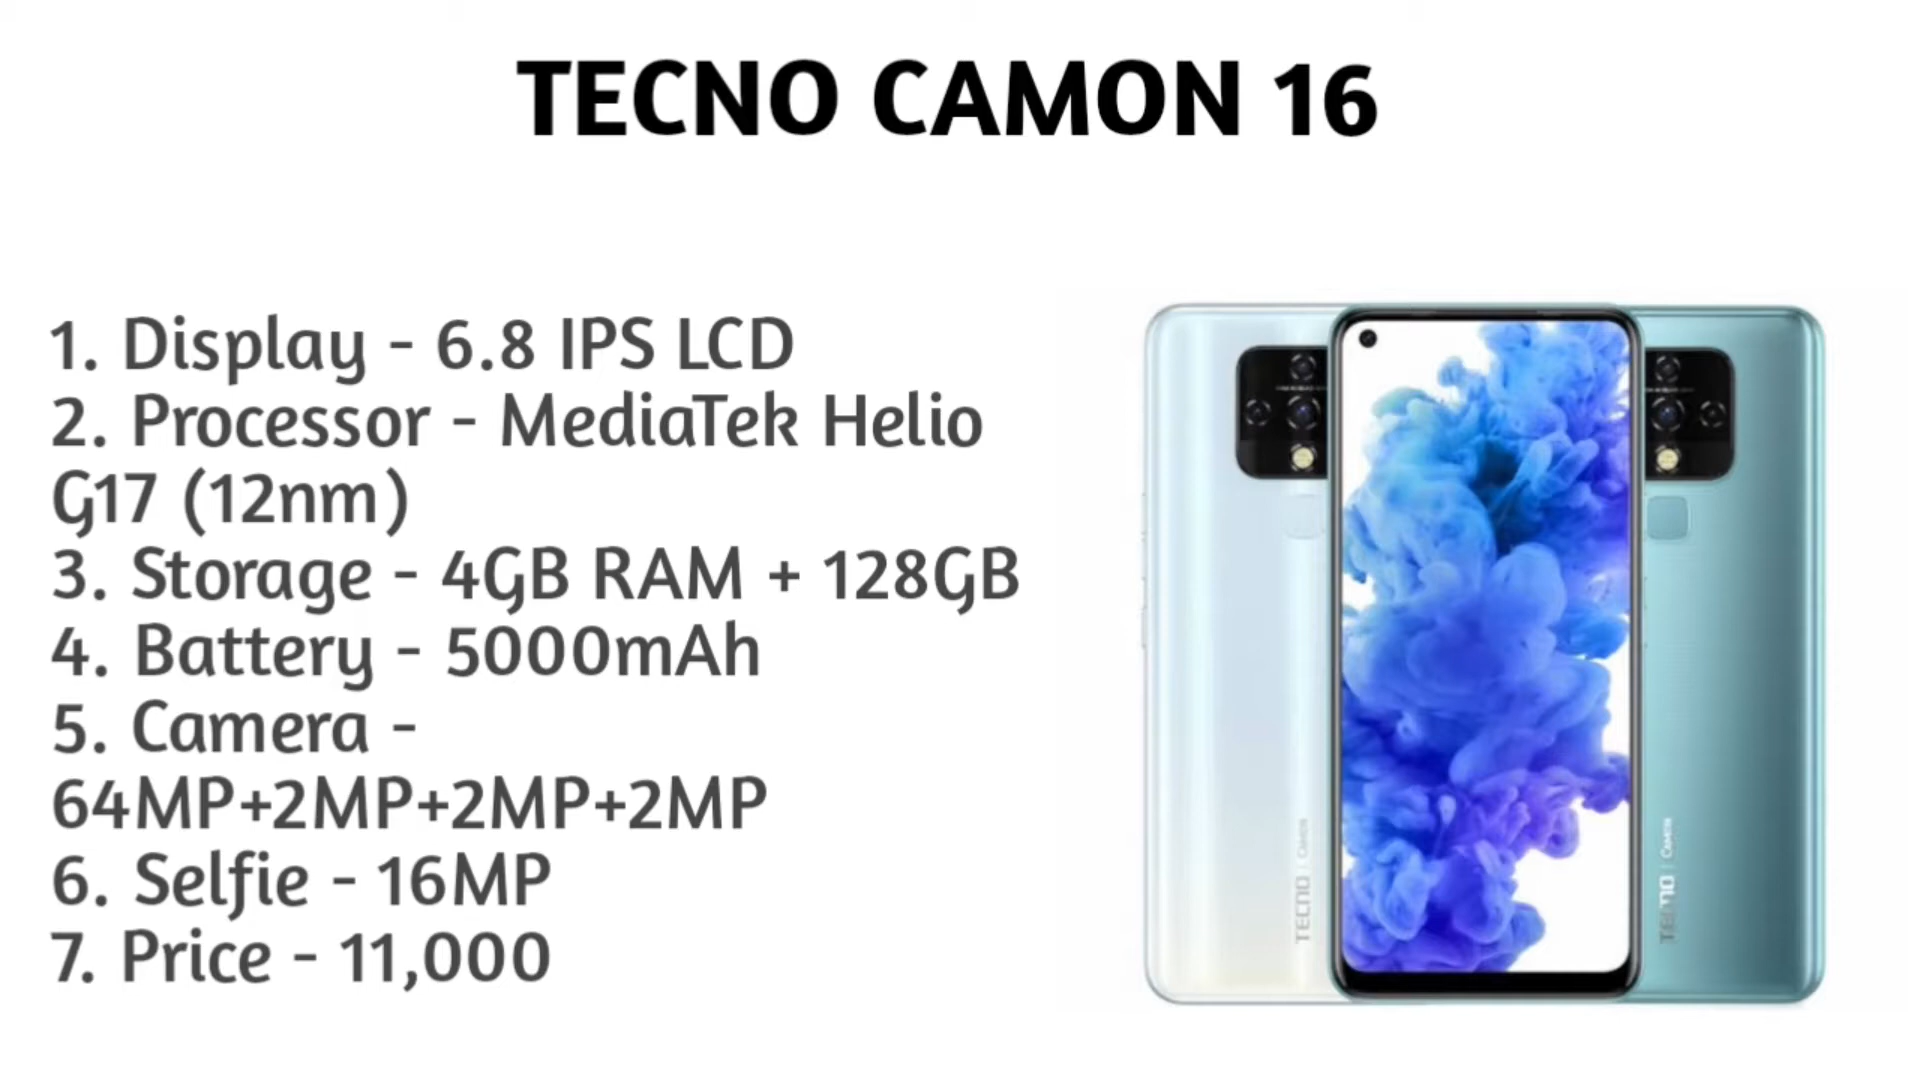 TECNO CAMON 16
1. Display - 6.8 IPS LCD
2. Processor - MediaTek Helio
G17 (12nm)
3. Storage - 4GB RAM + 128GB
4. Battery - 5000mAh
5. Camera -
64MP+2MP+2MP+2MP
6. Selfie - 16MP
7. Price - 11,000
TECNO | Camon
TECNO | Camon